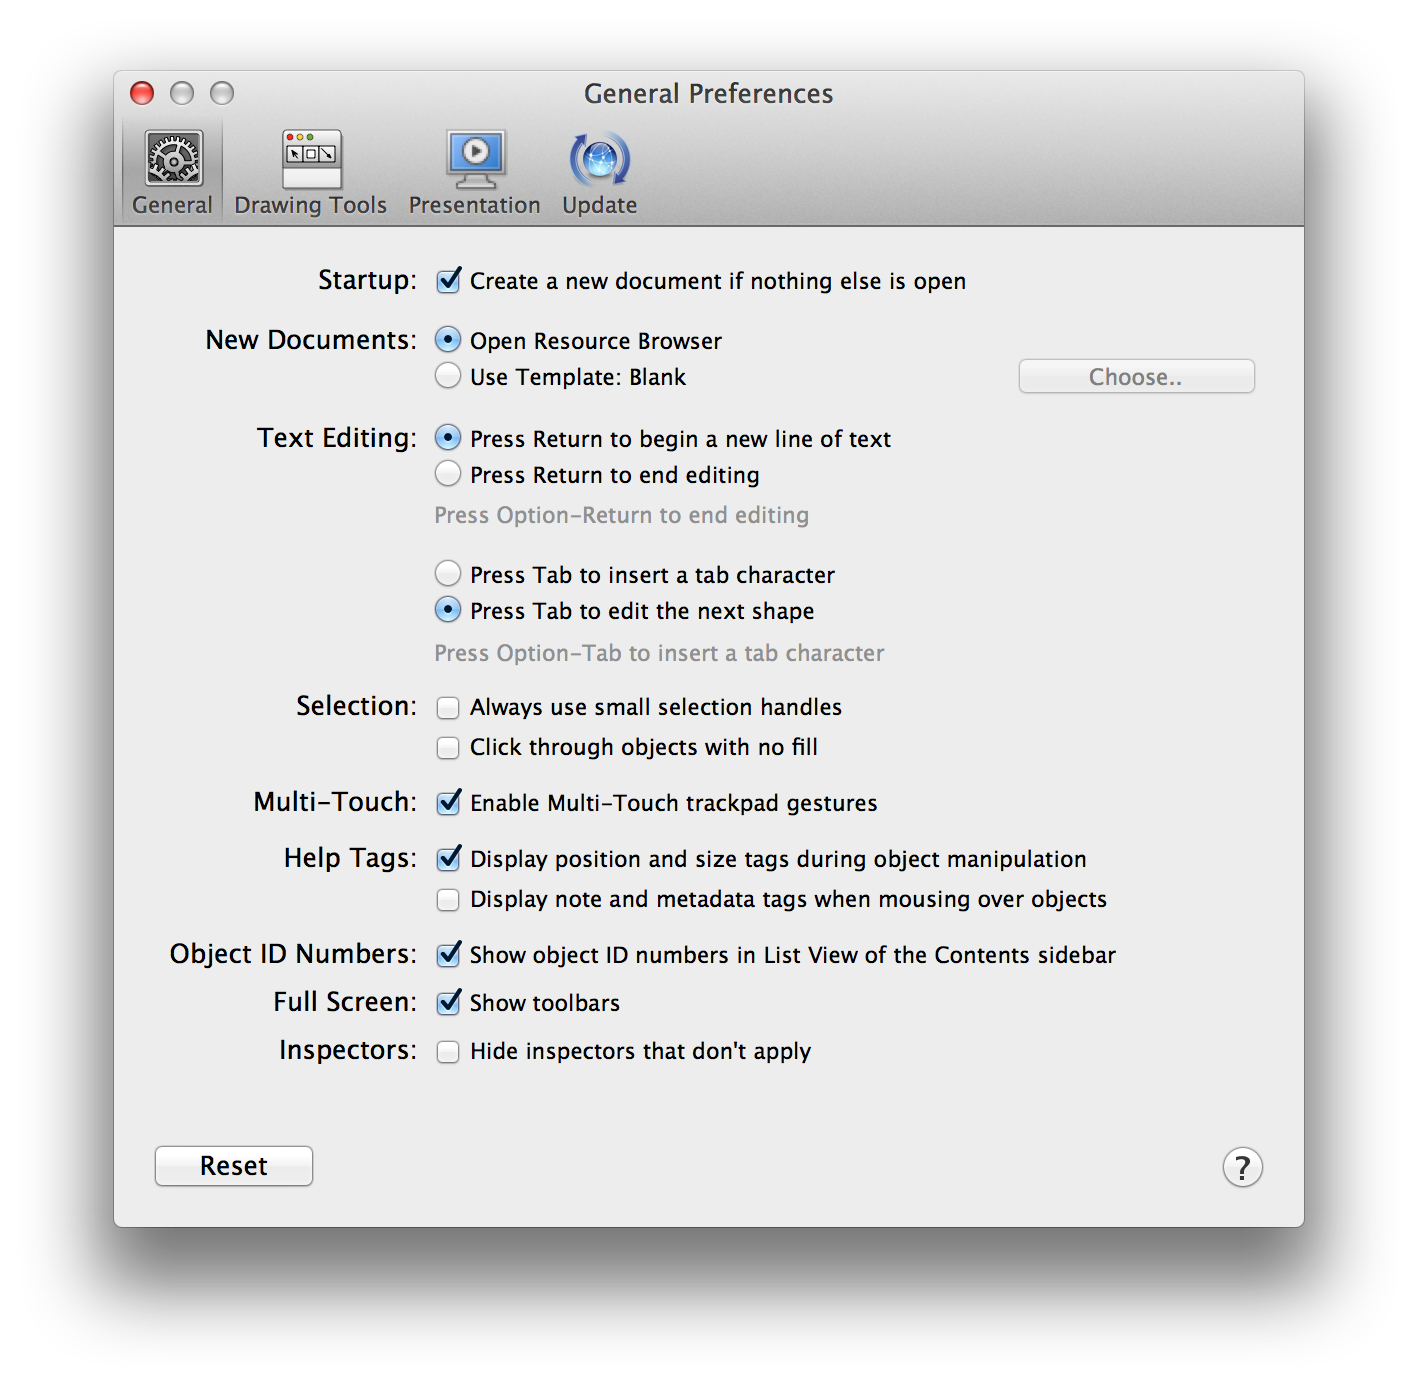 General Preferences
General Drawing Tools Presentation Update
Startup: Create a new document if nothing else is open
New Documents: Open Resource Browser
Use Template: Blank Choose..
Text Editing: Press Return to begin a new line of text
Press Return to end editing
Press Option-Return to end editing
Press Tab to insert a tab character
Press Tab to edit the next shape
Press Option-Tab to insert a tab character
Selection: Always use small selection handles
Click through objects with no fill
Multi-Touch: Enable Multi-Touch trackpad gestures
Help Tags: Display position and size tags during object manipulation
Display note and metadata tags when mousing over objects
Object ID Numbers: Show object ID numbers in List View of the Contents sidebar
Full Screen: Show toolbars
Inspectors: Hide inspectors that don't apply
Reset ?